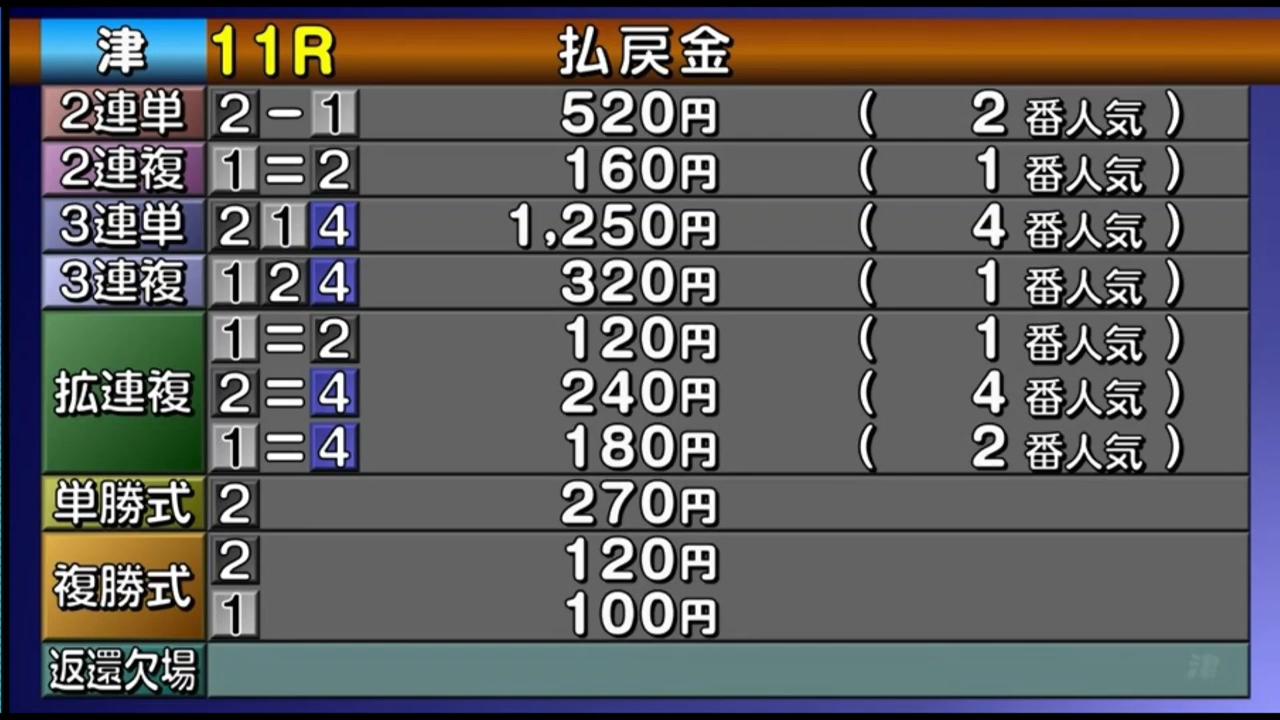 津 11R 払戻金
2連単 2-1 520円 ( 2 番人気 )
2連複 1=2 160円 ( 1 番人気 )
3連単 2 1 4 1,250円 ( 4 番人気 )
3連複 1 2 4 320円 ( 1 番人気 )
拡連複 1=2 120円 ( 1 番人気 )
2=4 240円 ( 4 番人気 )
1=4 180円 ( 2 番人気 )
単勝式 2 270円
複勝式 2 120円
1 100円
返還欠場
津